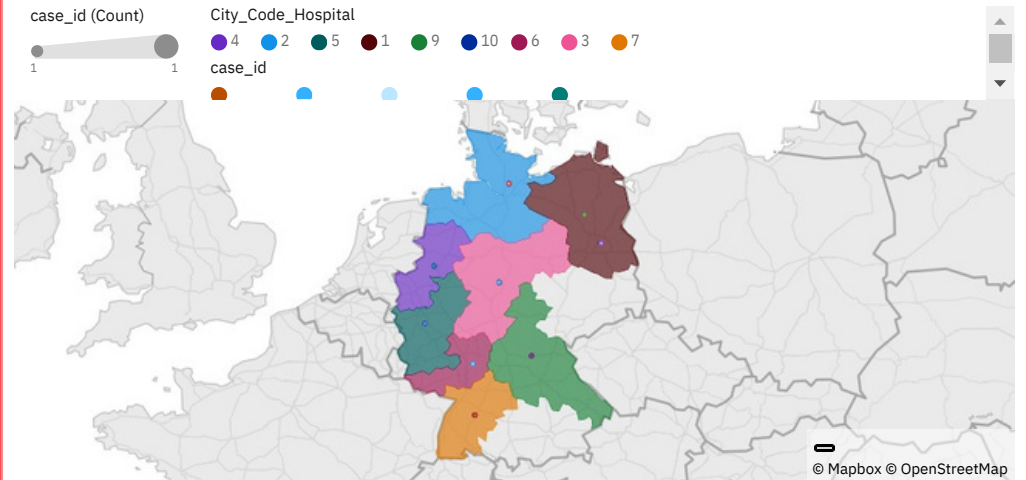 case_id (Count)
1 1
City_Code_Hospital
4 2 5 1 9 10 6 3 7
case_id
© Mapbox © OpenStreetMap